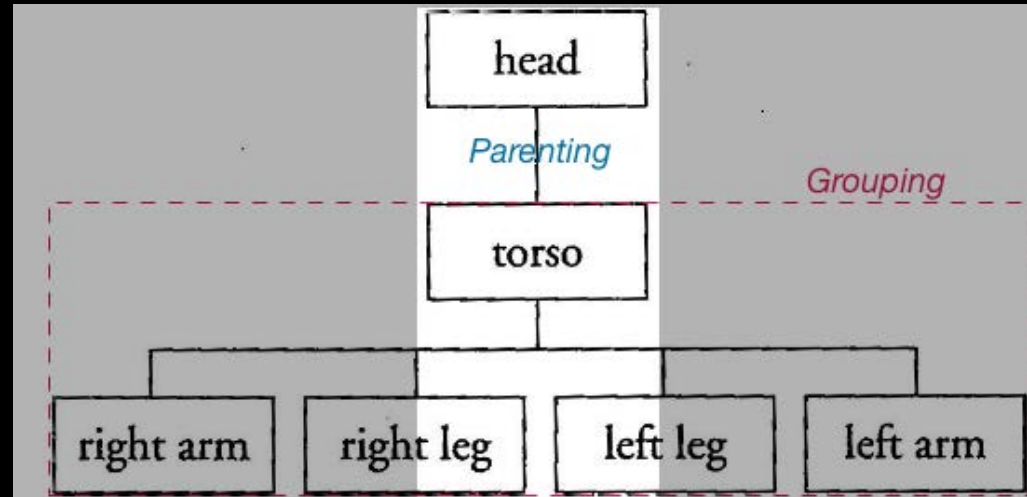 head
Parenting
Grouping
torso
right arm
right leg
left leg
left arm